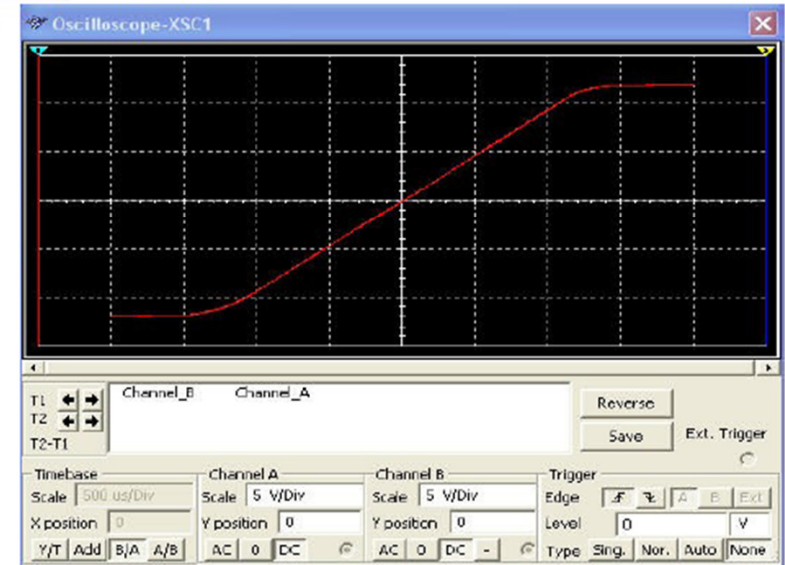 Oscilloscope-XSC1
T1
T2
T2-T1
Channel_B Channel_A
Reverse
Save
Ext. Trigger
Timebase
Scale 500 us/Div
X position 0
Y/T Add B/A A/B
Channel A
Scale 5 V/Div
Y position 0
AC 0 DC
Channel B
Scale 5 V/Div
Y position 0
AC 0 DC -
Trigger
Edge A B Ext
Level 0 V
Type Sing. Nor. Auto None